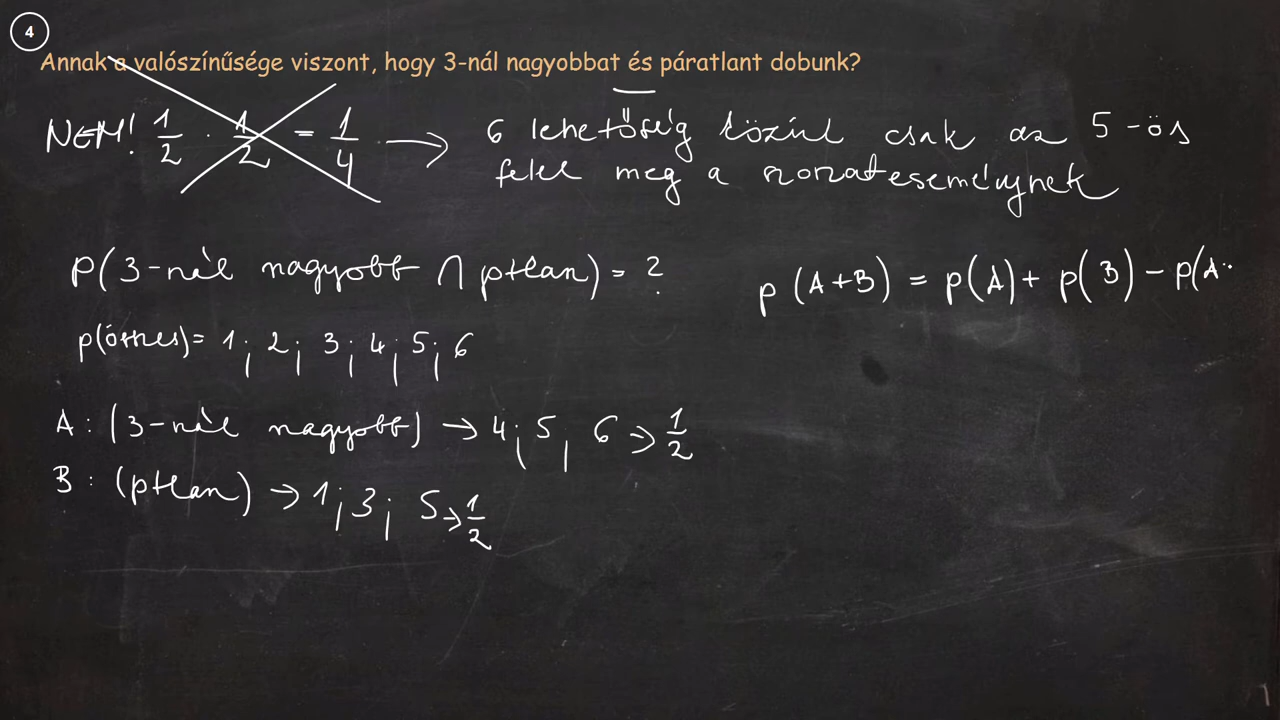 4
Annak a valószínűsége viszont, hogy 3-nál nagyobbat és páratlant dobunk?
NEM! 1/2 · 1/2 = 1/4 → 6 lehetőség közül csak az 5-ös
felel meg a szorzateseménynek
P(3-nál nagyobb ∩ ptlan) = ?
p(A+B) = p(A) + p(B) - p(A·
p(összes) = 1; 2; 3; 4; 5; 6
A: (3-nál nagyobb) → 4; 5; 6 → 1/2
B: (ptlan) → 1; 3; 5 → 1/2